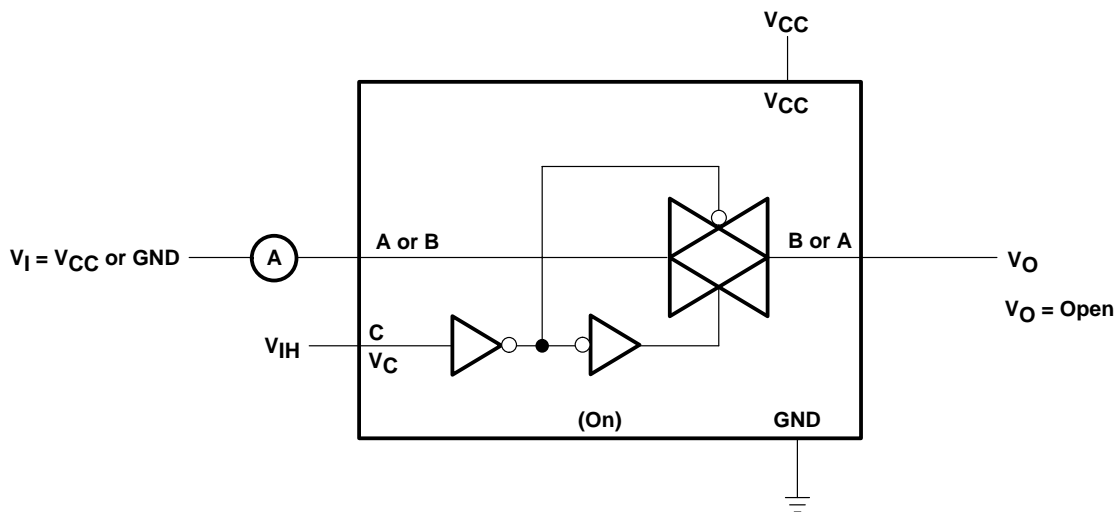 VCC
VCC
VI = VCC or GND
A
A or B
B or A
VO
VO = Open
VIH
C
VC
(On)
GND